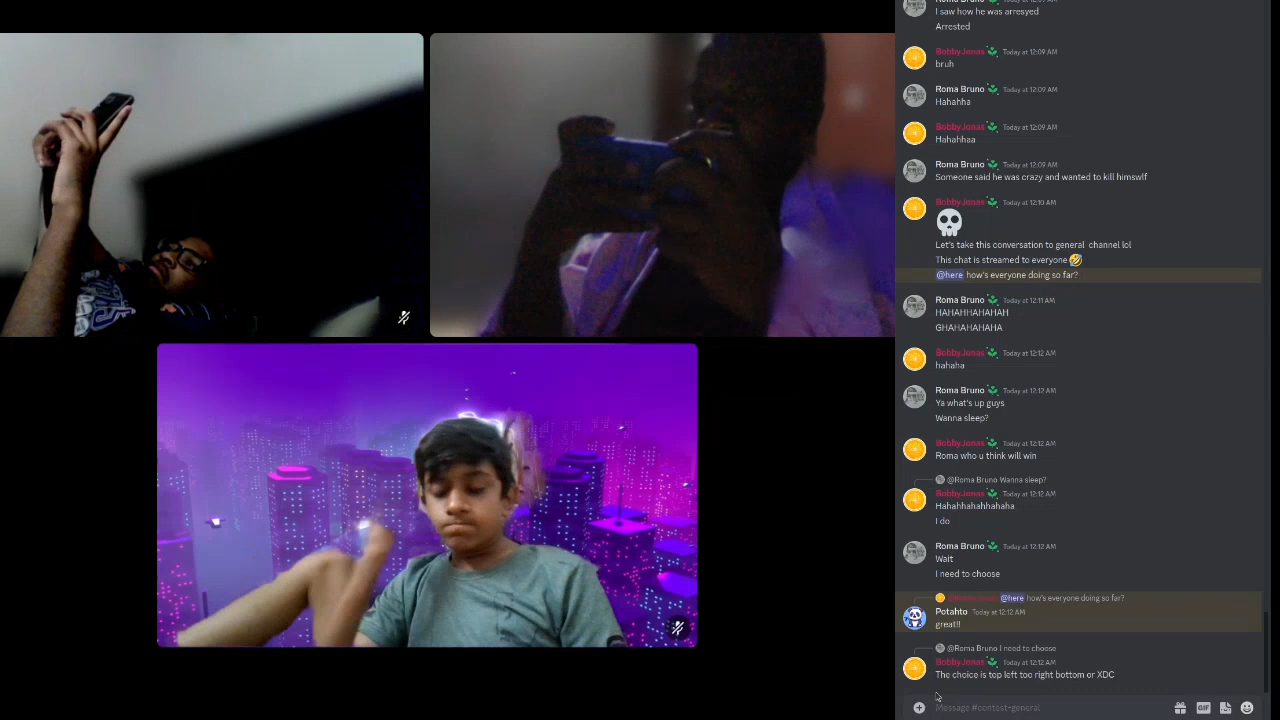 I saw how he was arresyed
Arrested
BobbyJonas Today at 12:09 AM
bruh
Roma Bruno Today at 12:09 AM
Hahahha
BobbyJonas Today at 12:09 AM
Hahahhaa
Roma Bruno Today at 12:09 AM
Someone said he was crazy and wanted to kill himswlf
BobbyJonas Today at 12:10 AM
Let's take this conversation to general channel lol
This chat is streamed to everyone
@here how's everyone doing so far?
Roma Bruno Today at 12:11 AM
HAHAHHAHAHAH
GHAHAHAHAHA
BobbyJonas Today at 12:12 AM
hahaha
Roma Bruno Today at 12:12 AM
Ya what's up guys
Wanna sleep?
BobbyJonas Today at 12:12 AM
Roma who u think will win
@Roma Bruno Wanna sleep?
BobbyJonas Today at 12:12 AM
Hahahhahahhahaha
I do
Roma Bruno Today at 12:12 AM
Wait
I need to choose
@here how's everyone doing so far?
Potahto Today at 12:12 AM
great!!
@Roma Bruno I need to choose
BobbyJonas Today at 12:12 AM
The choice is top left too right bottom or XDC
Message #contest-general
GIF